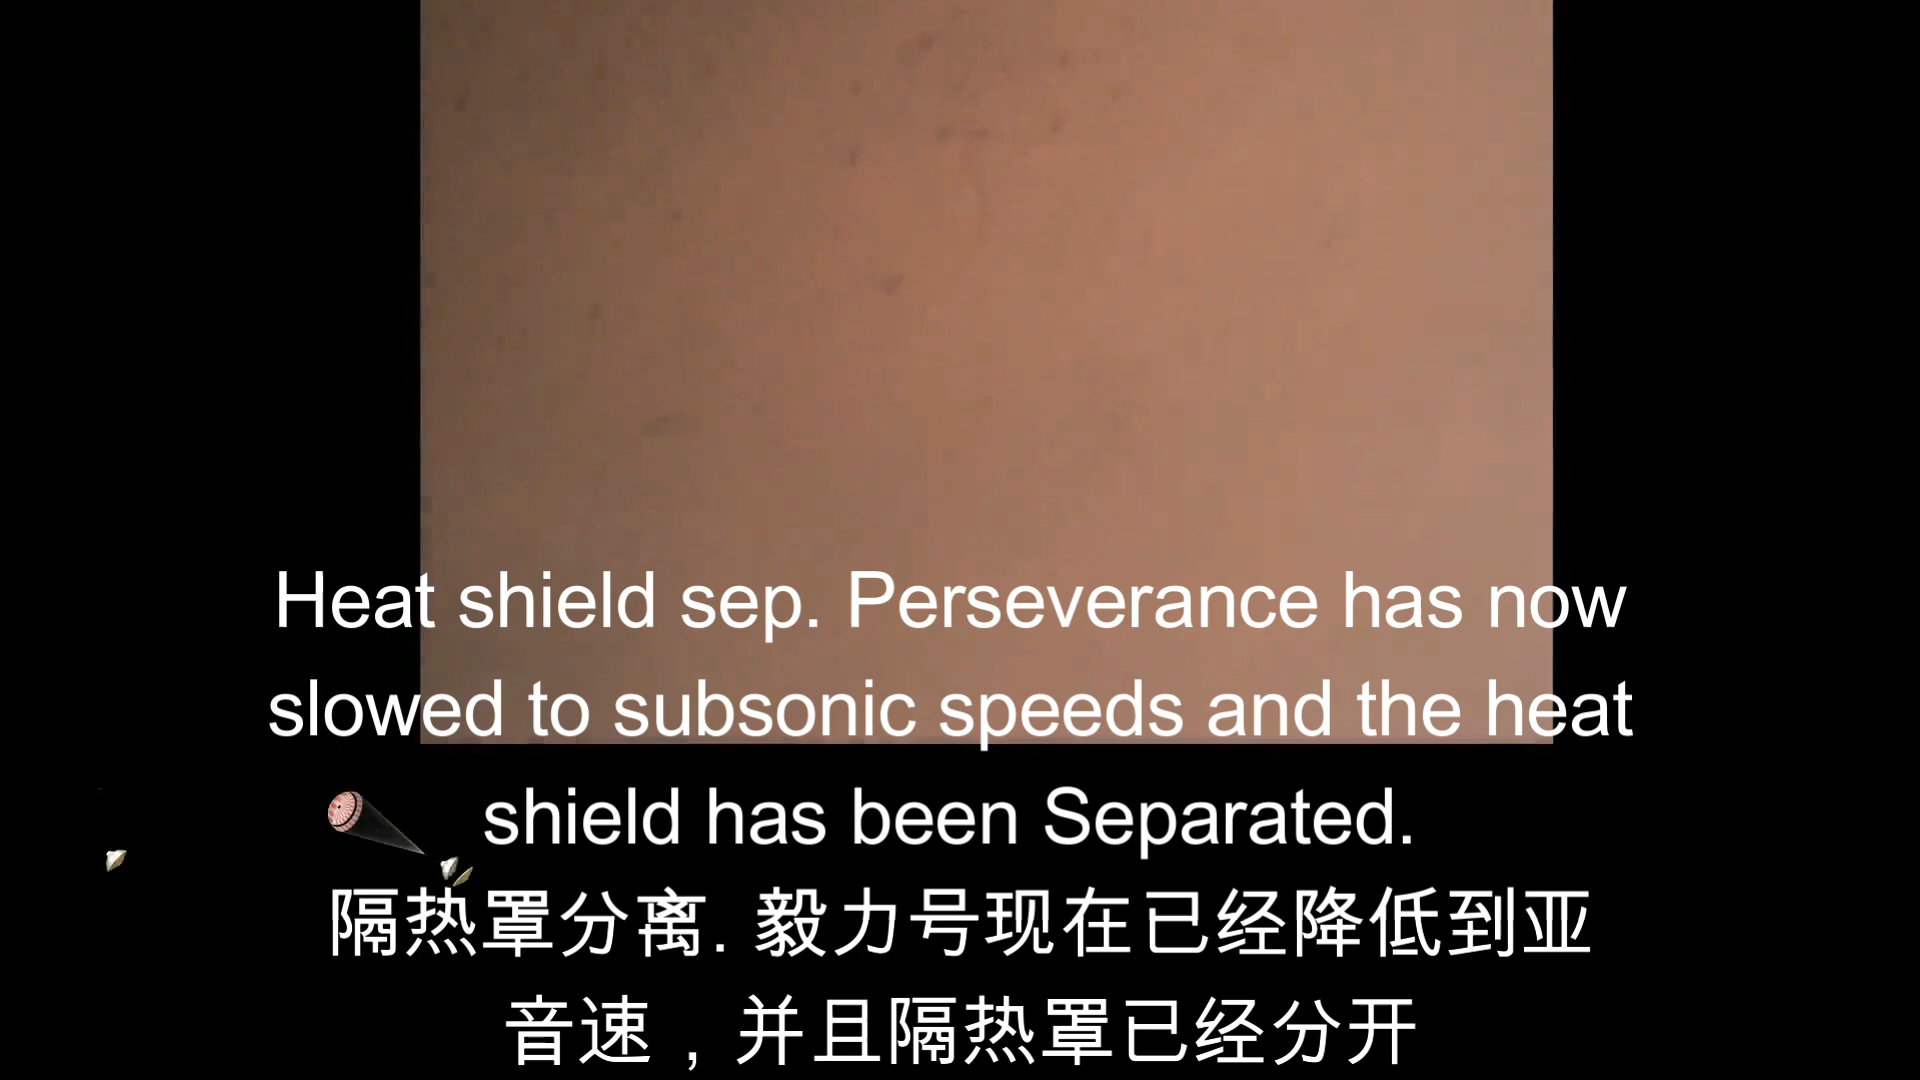 Heat shield sep. Perseverance has now
slowed to subsonic speeds and the heat
shield has been Separated.
隔热罩分离. 毅力号现在已经降低到亚
音速，并且隔热罩已经分开